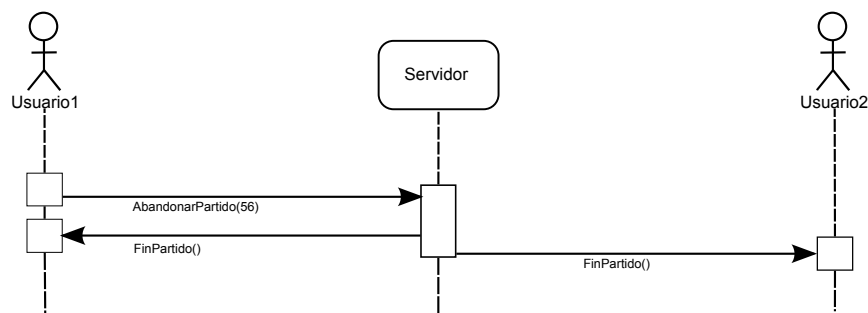 Servidor
Usuario1
Usuario2
AbandonarPartido(56)
FinPartido()
FinPartido()